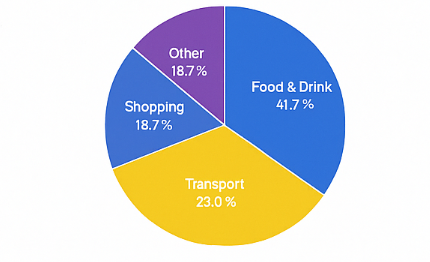 Other
18.7%
Food & Drink
41.7%
Shopping
18.7%
Transport
23.0%